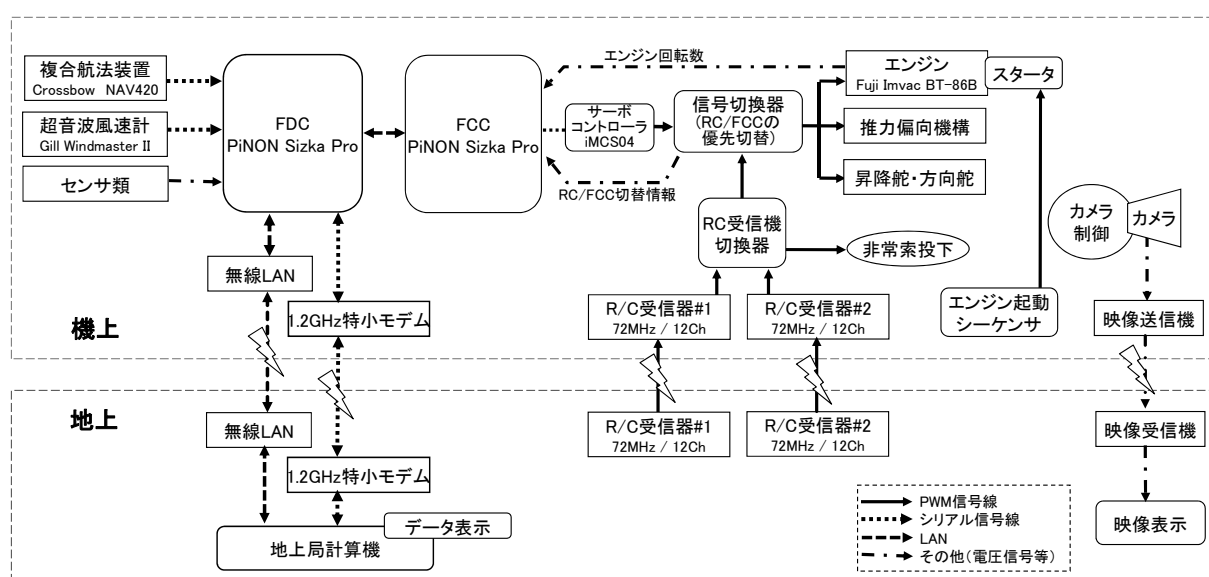 複合航法装置
Crossbow NAV420
超音波風速計
Gill Windmaster II
センサ類
FDC
PiNON Sizka Pro
FCC
PiNON Sizka Pro
エンジン回転数
サーボ
コントローラ
iMCS04
信号切換器
(RC/FCCの
優先切替)
RC/FCC切替情報
エンジン
Fuji Imvac BT-86B
スタータ
推力偏向機構
昇降舵・方向舵
RC受信機
切換器
非常索投下
カメラ
制御
カメラ
無線LAN
1.2GHz特小モデム
R/C受信器#1
72MHz / 12Ch
R/C受信器#2
72MHz / 12Ch
エンジン起動
シーケンサ
映像送信機
機上
地上
無線LAN
1.2GHz特小モデム
R/C受信器#1
72MHz / 12Ch
R/C受信器#2
72MHz / 12Ch
映像受信機
データ表示
地上局計算機
PWM信号線
シリアル信号線
LAN
その他(電圧信号等)
映像表示